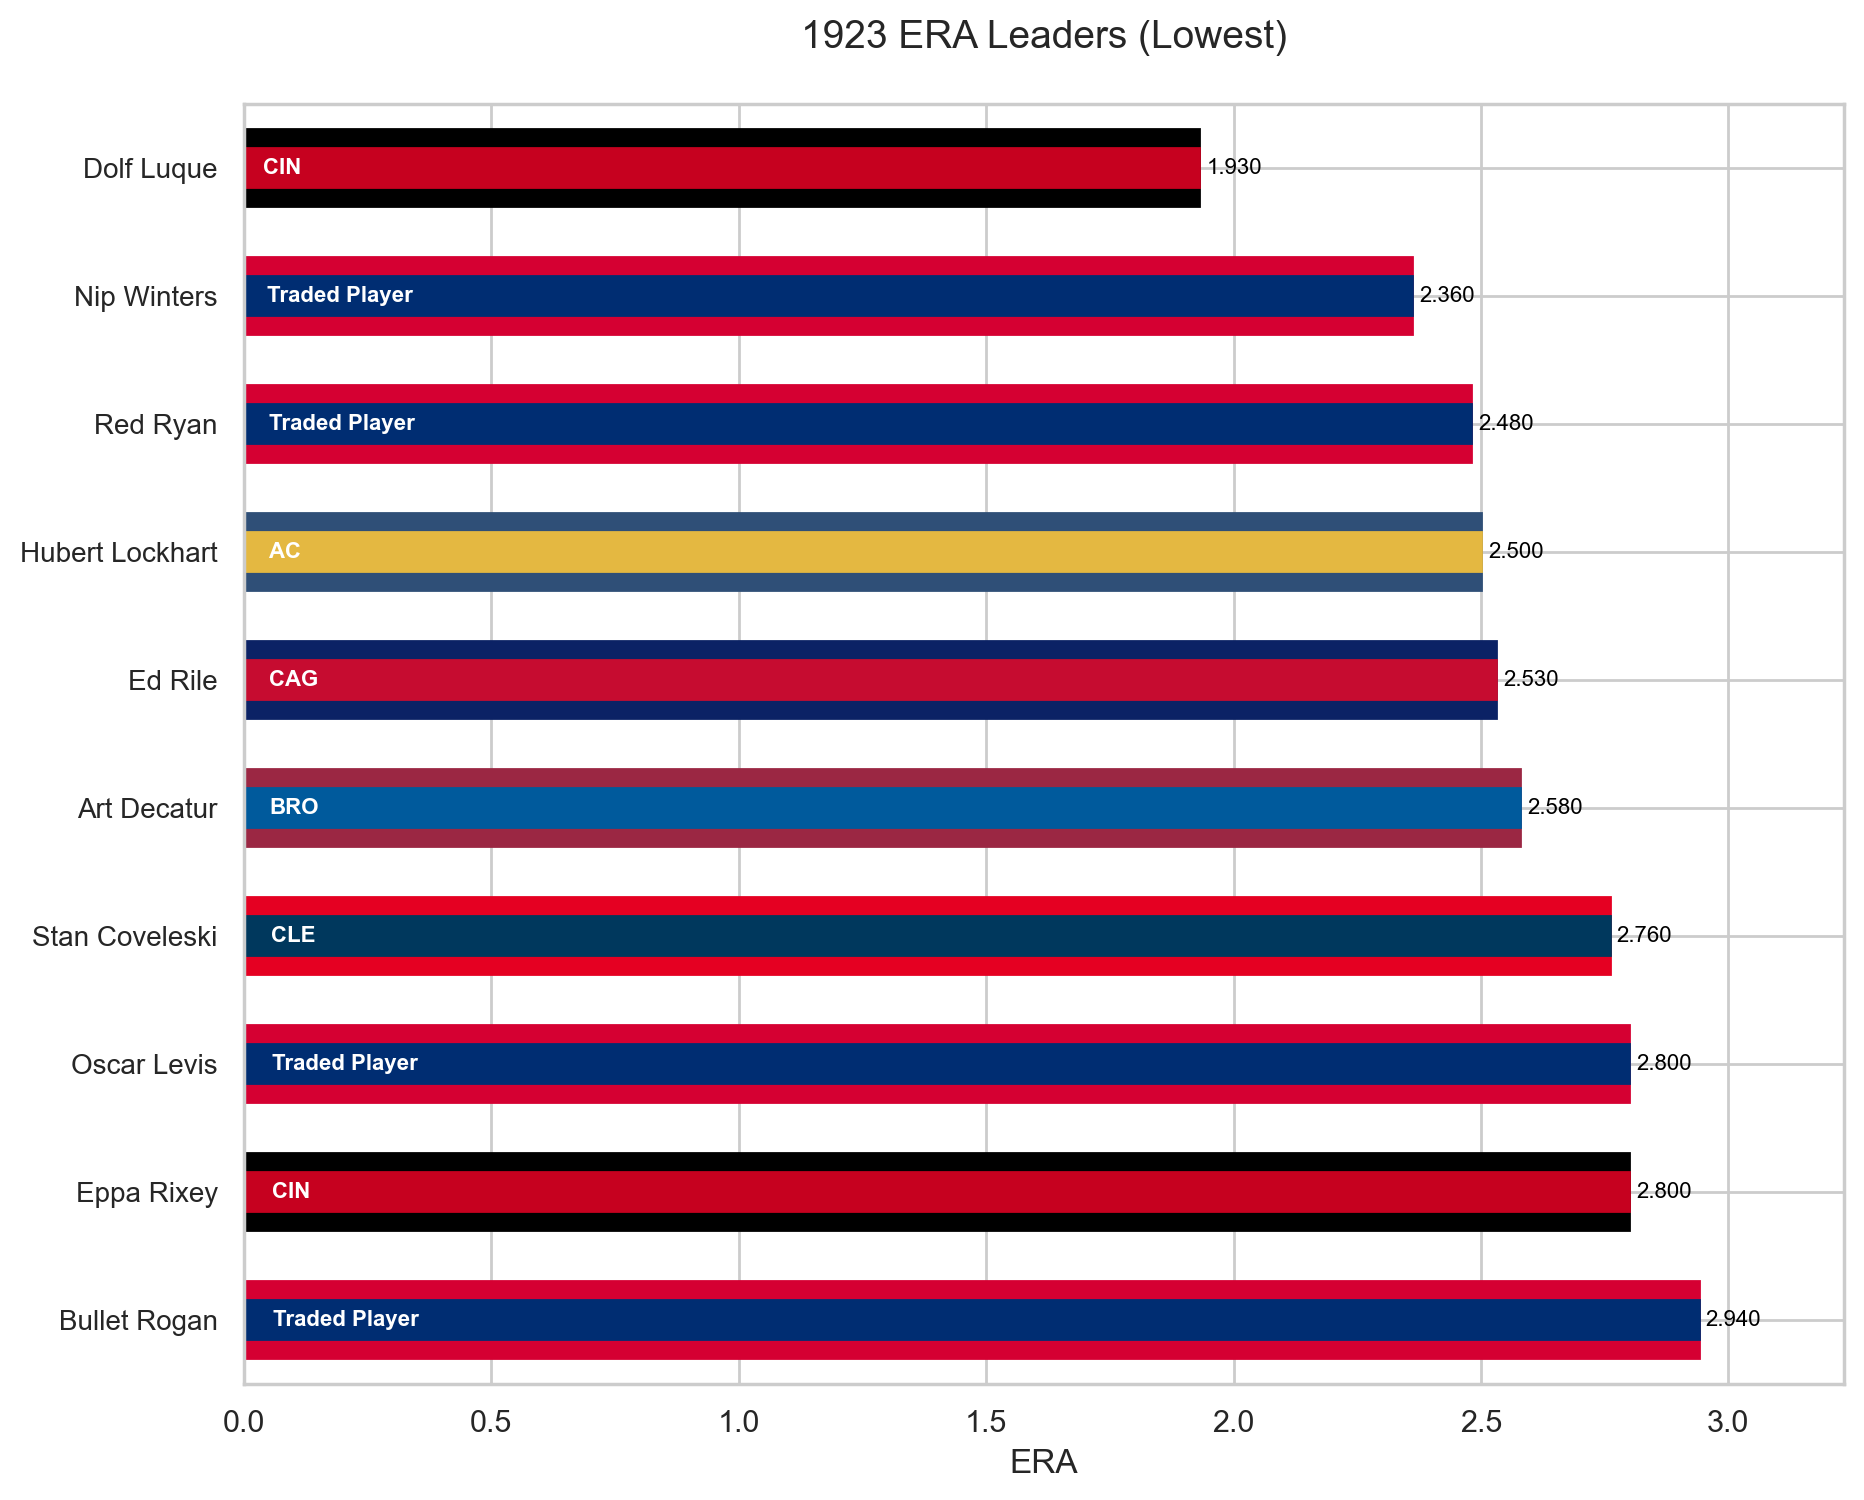 1923 ERA Leaders (Lowest)
Dolf Luque CIN 1.930
Nip Winters Traded Player 2.360
Red Ryan Traded Player 2.480
Hubert Lockhart AC 2.500
Ed Rile CAG 2.530
Art Decatur BRO 2.580
Stan Coveleski CLE 2.760
Oscar Levis Traded Player 2.800
Eppa Rixey CIN 2.800
Bullet Rogan Traded Player 2.940
0.0 0.5 1.0 1.5 2.0 2.5 3.0
ERA